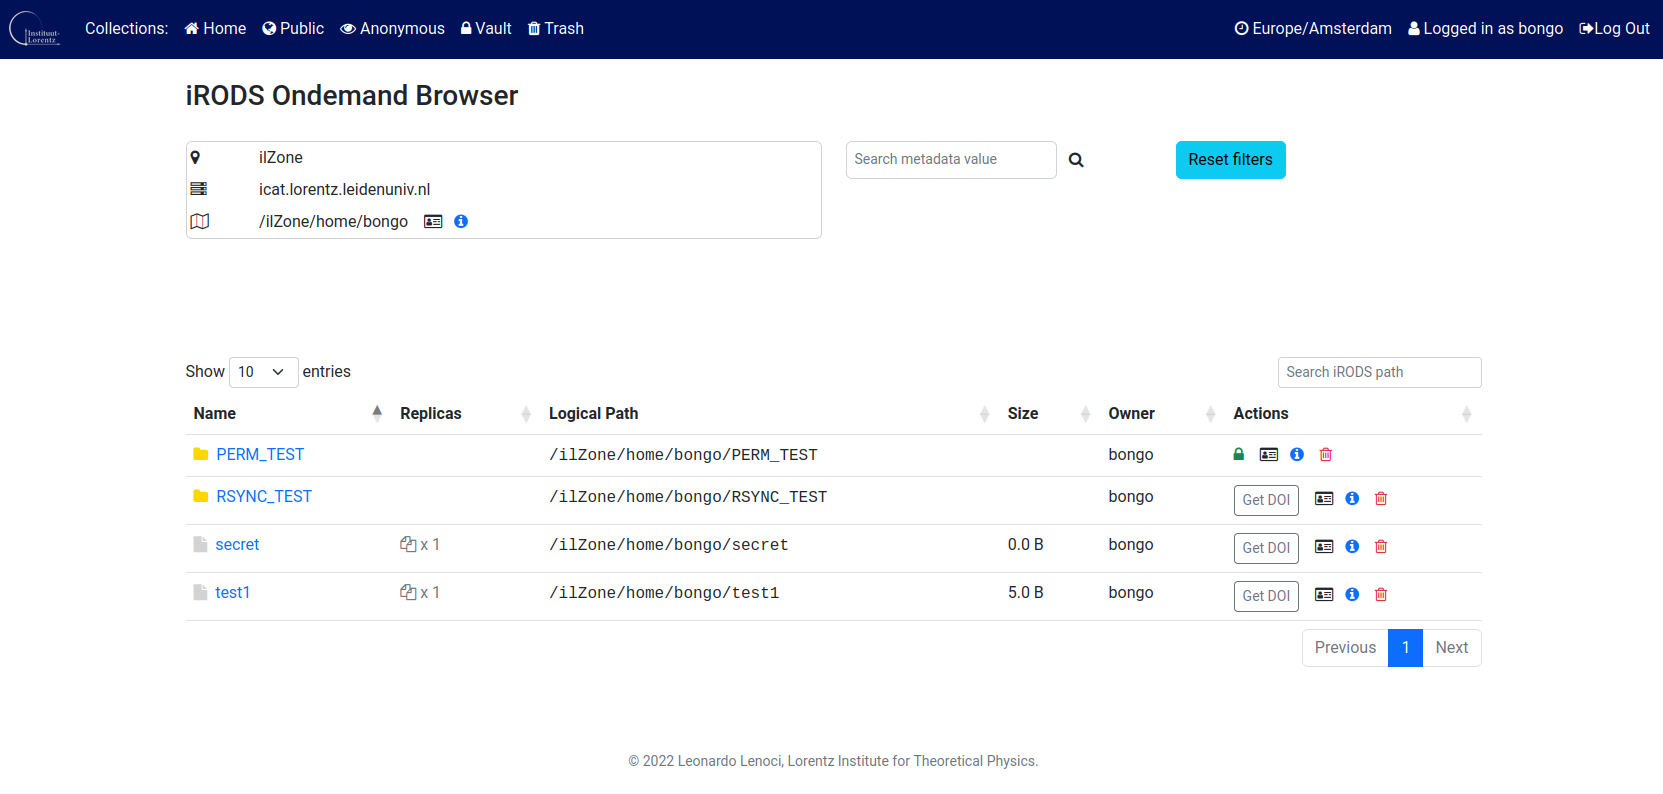 Instituut-
Lorentz
Collections: Home Public Anonymous Vault Trash
Europe/Amsterdam Logged in as bongo Log Out
iRODS Ondemand Browser
ilZone
icat.lorentz.leidenuniv.nl
/ilZone/home/bongo
Search metadata value
Reset filters
Show 10 entries
Search iRODS path
Name Replicas Logical Path Size Owner Actions
PERM_TEST /ilZone/home/bongo/PERM_TEST bongo
RSYNC_TEST /ilZone/home/bongo/RSYNC_TEST bongo Get DOI
secret x 1 /ilZone/home/bongo/secret 0.0 B bongo Get DOI
test1 x 1 /ilZone/home/bongo/test1 5.0 B bongo Get DOI
Previous 1 Next
© 2022 Leonardo Lenoci, Lorentz Institute for Theoretical Physics.